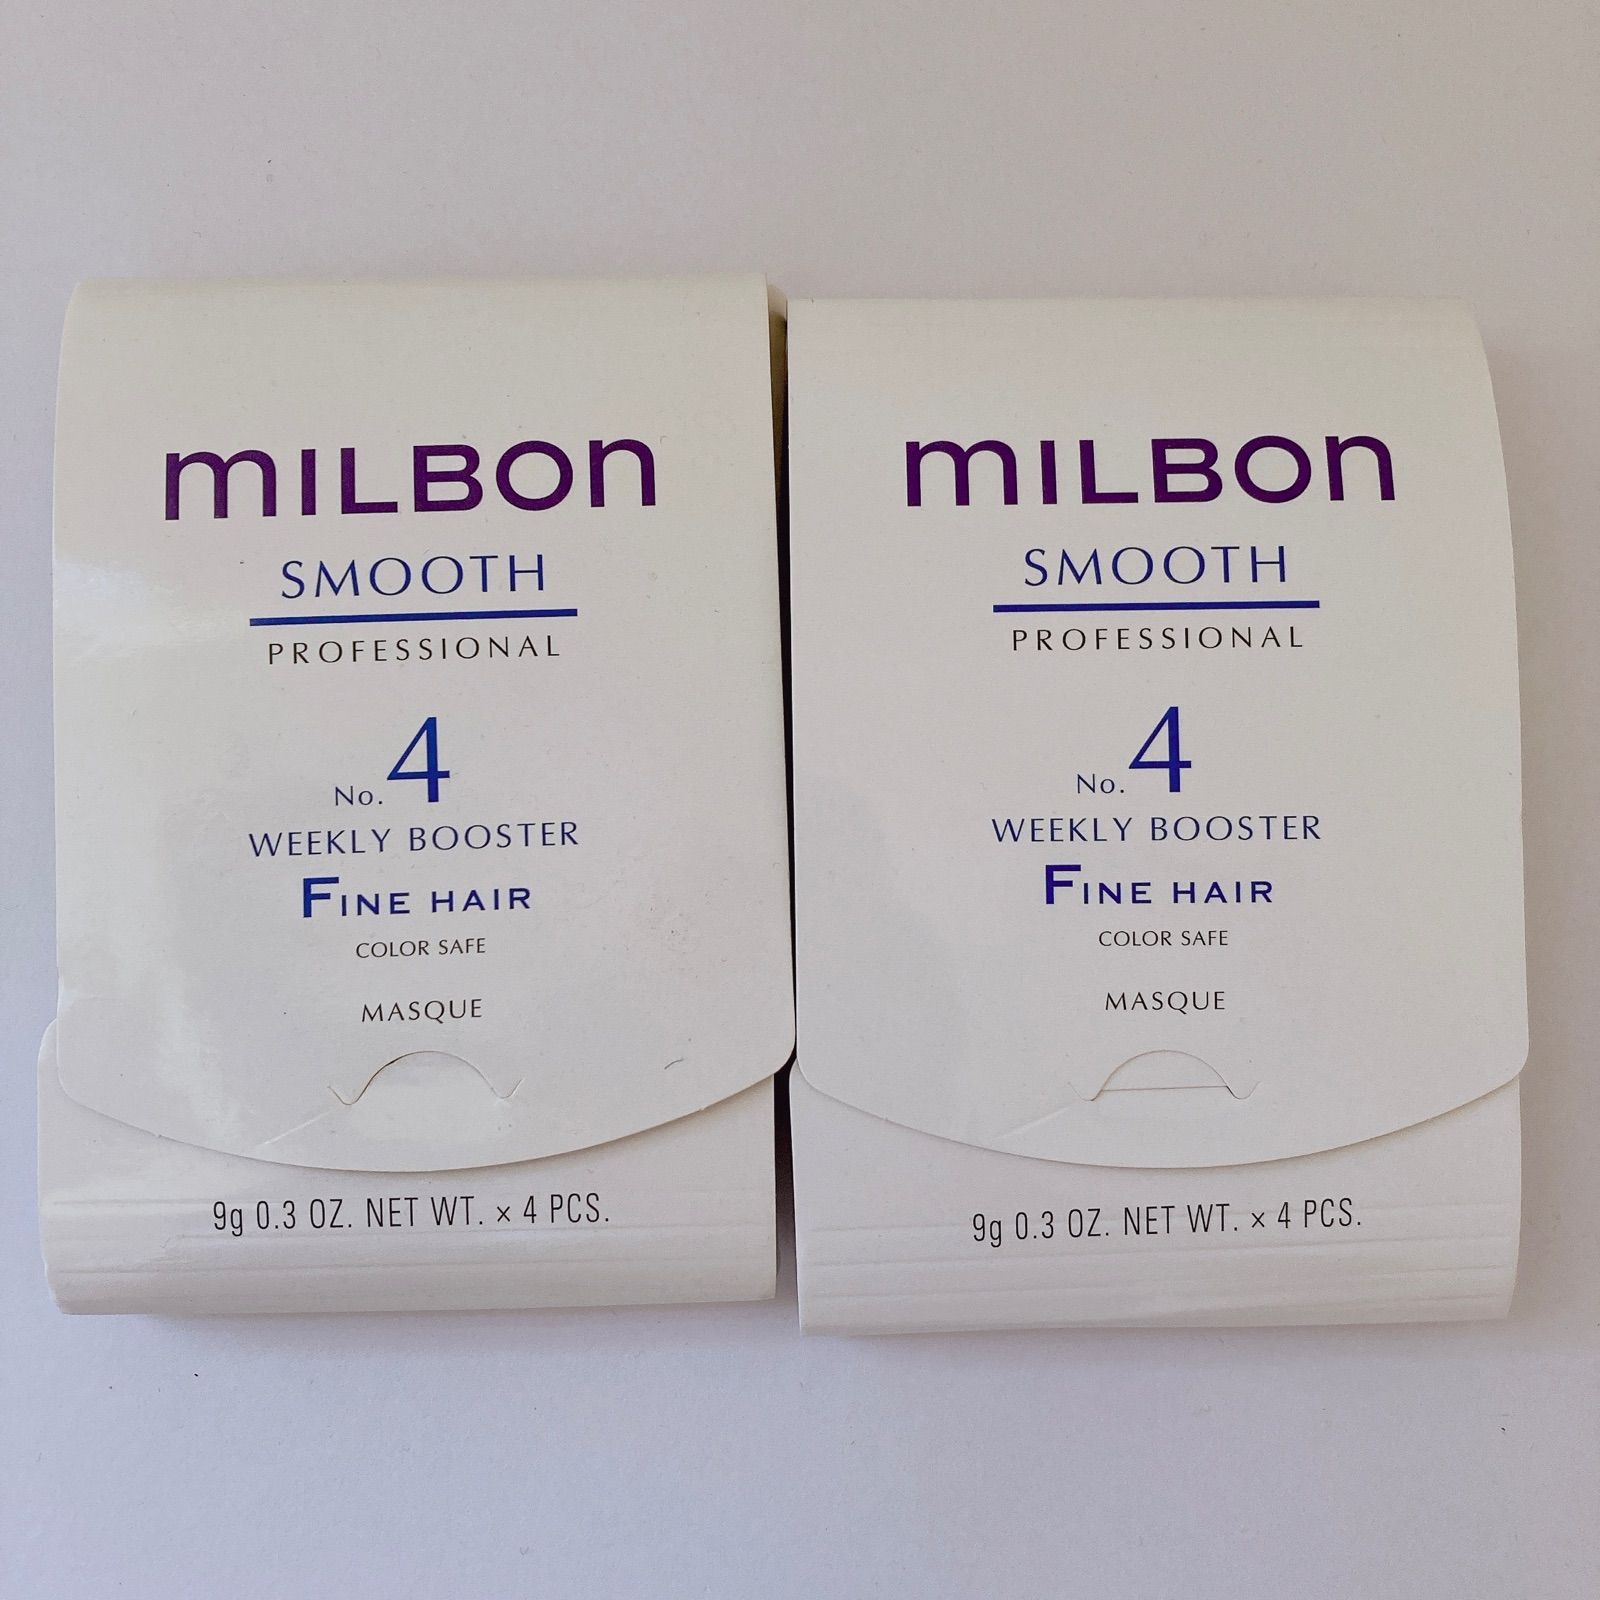 mILBOn
SMOOTH
PROFESSIONAL
No. 4
WEEKLY BOOSTER
FINE HAIR
COLOR SAFE
MASQUE
9g 0.3 OZ. NET WT. × 4 PCS.
mILBOn
SMOOTH
PROFESSIONAL
No. 4
WEEKLY BOOSTER
FINE HAIR
COLOR SAFE
MASQUE
9g 0.3 OZ. NET WT. × 4 PCS.